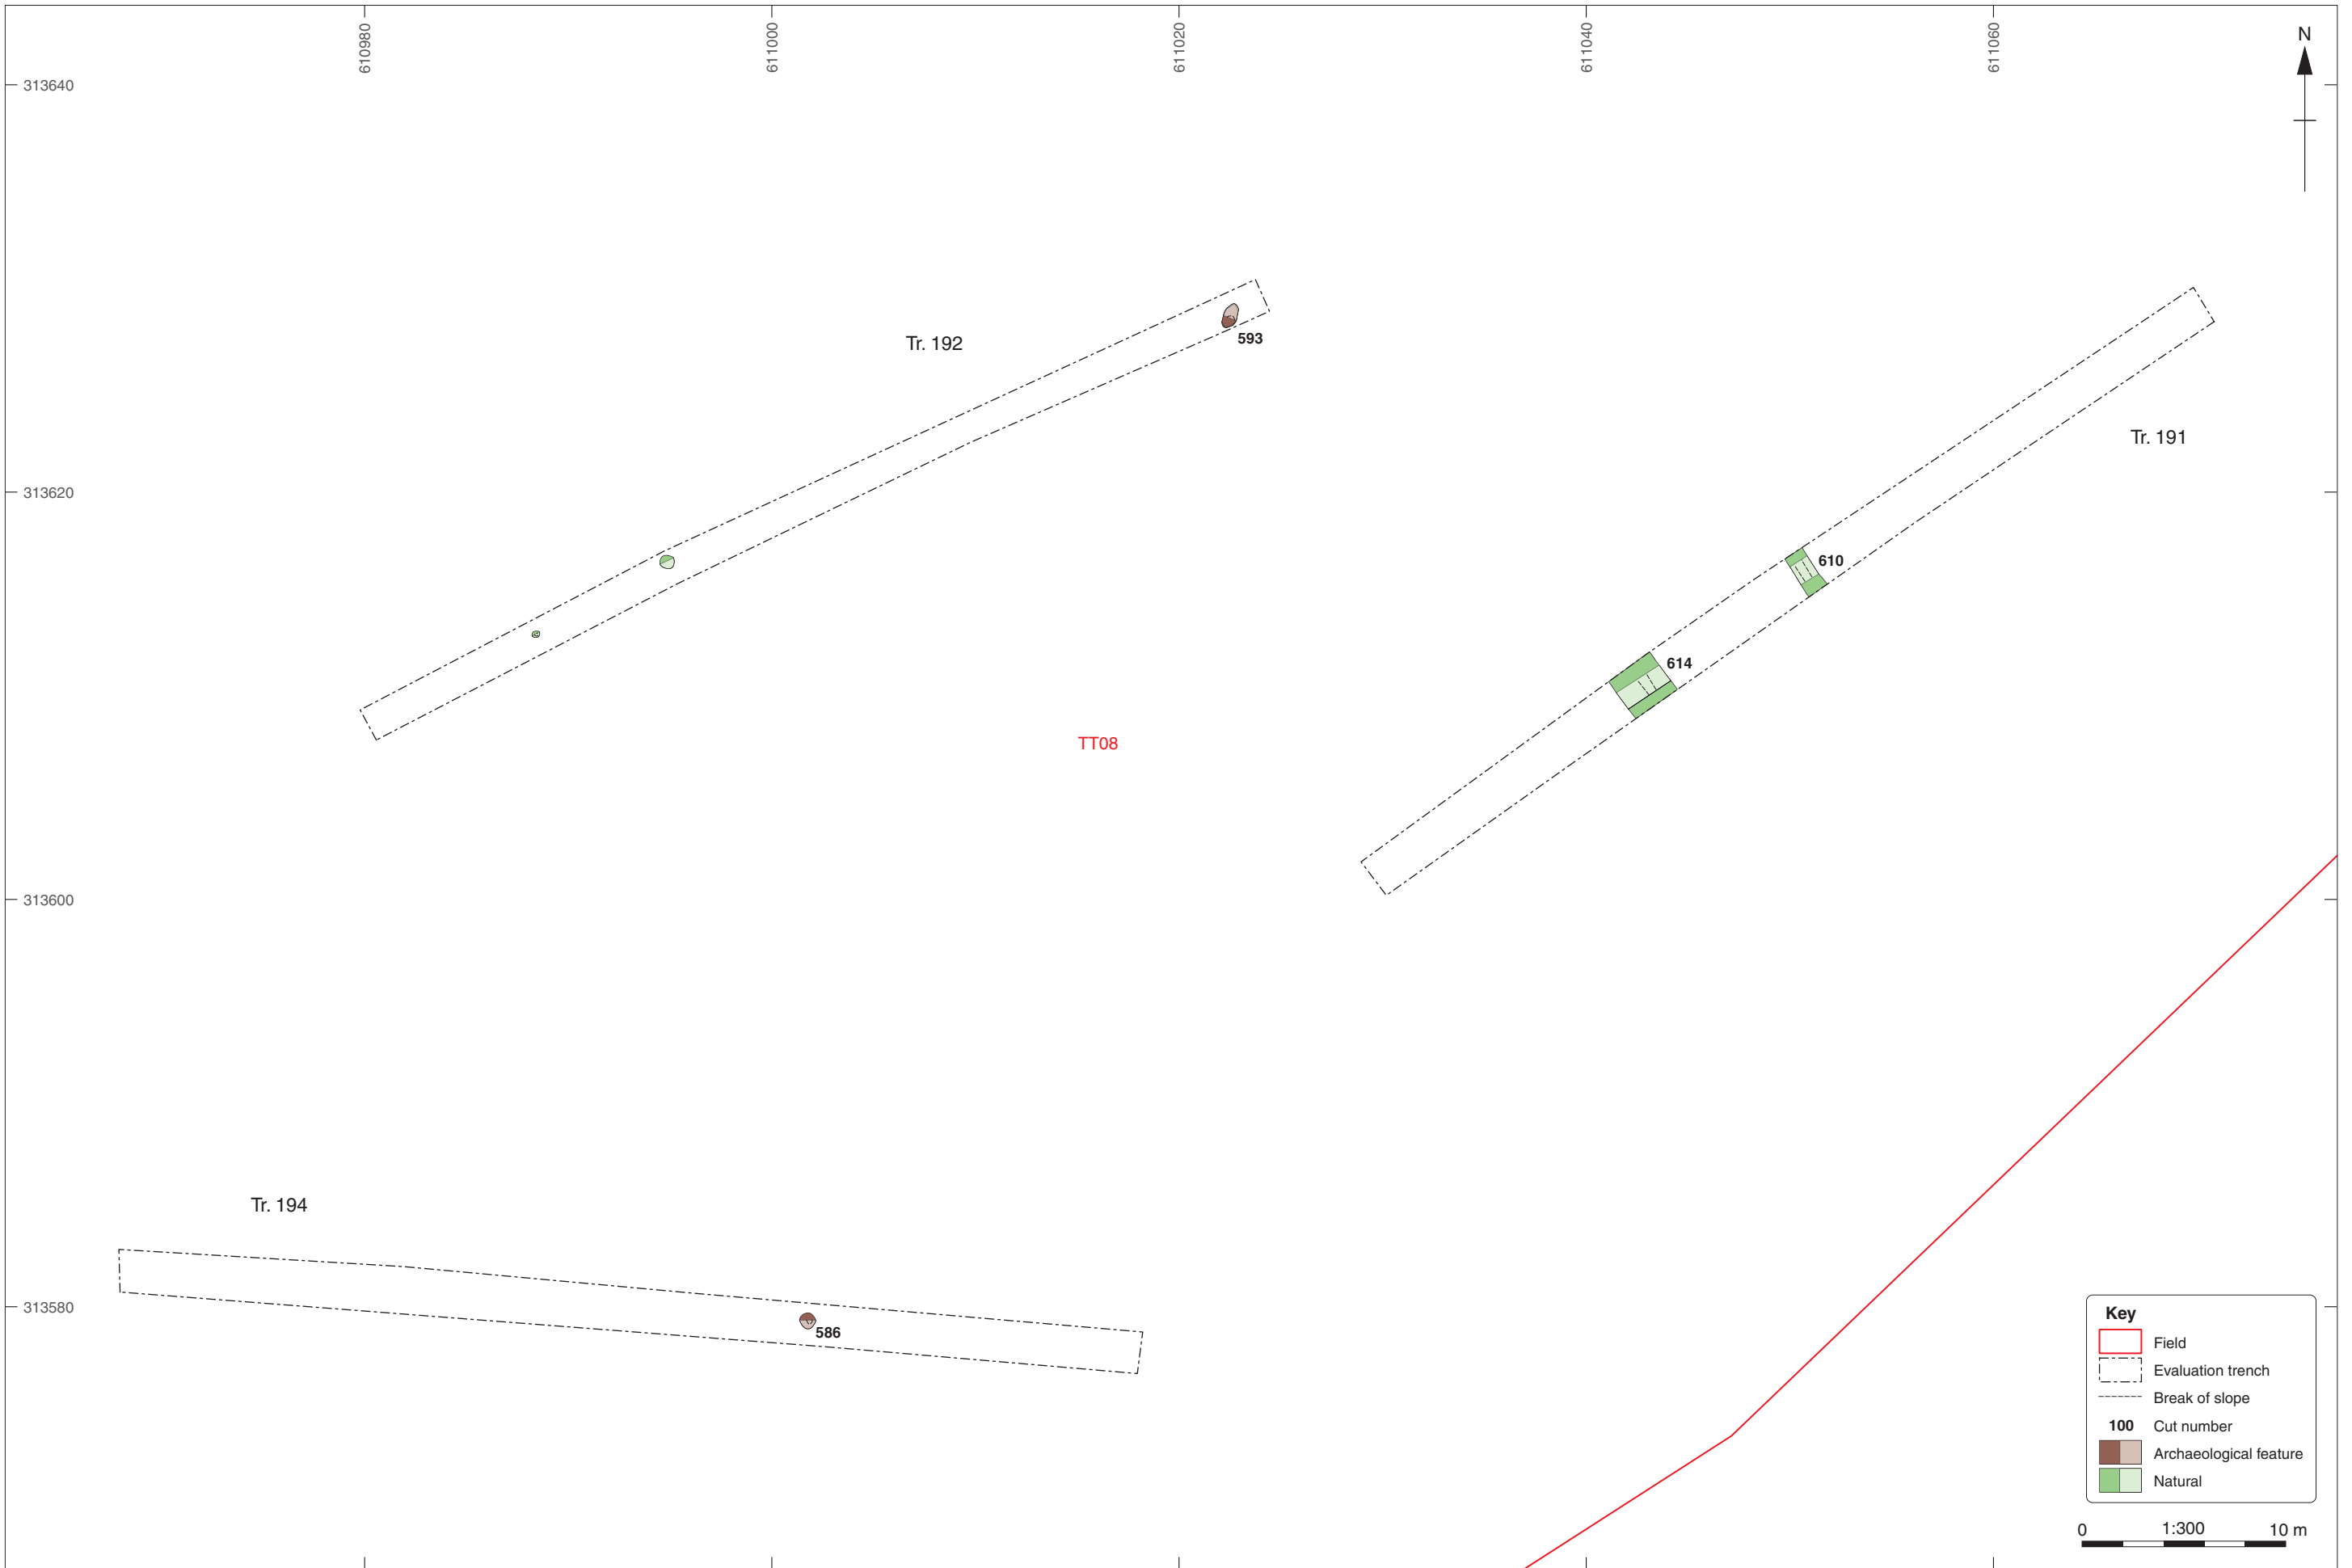 610980
611000
611020
611040
611060
N
313640
Tr. 192
593
Tr. 191
313620
610
614
TT08
313600
Tr. 194
313580
586
Key
Field
Evaluation trench
Break of slope
100 Cut number
Archaeological feature
Natural
0 1:300 10 m